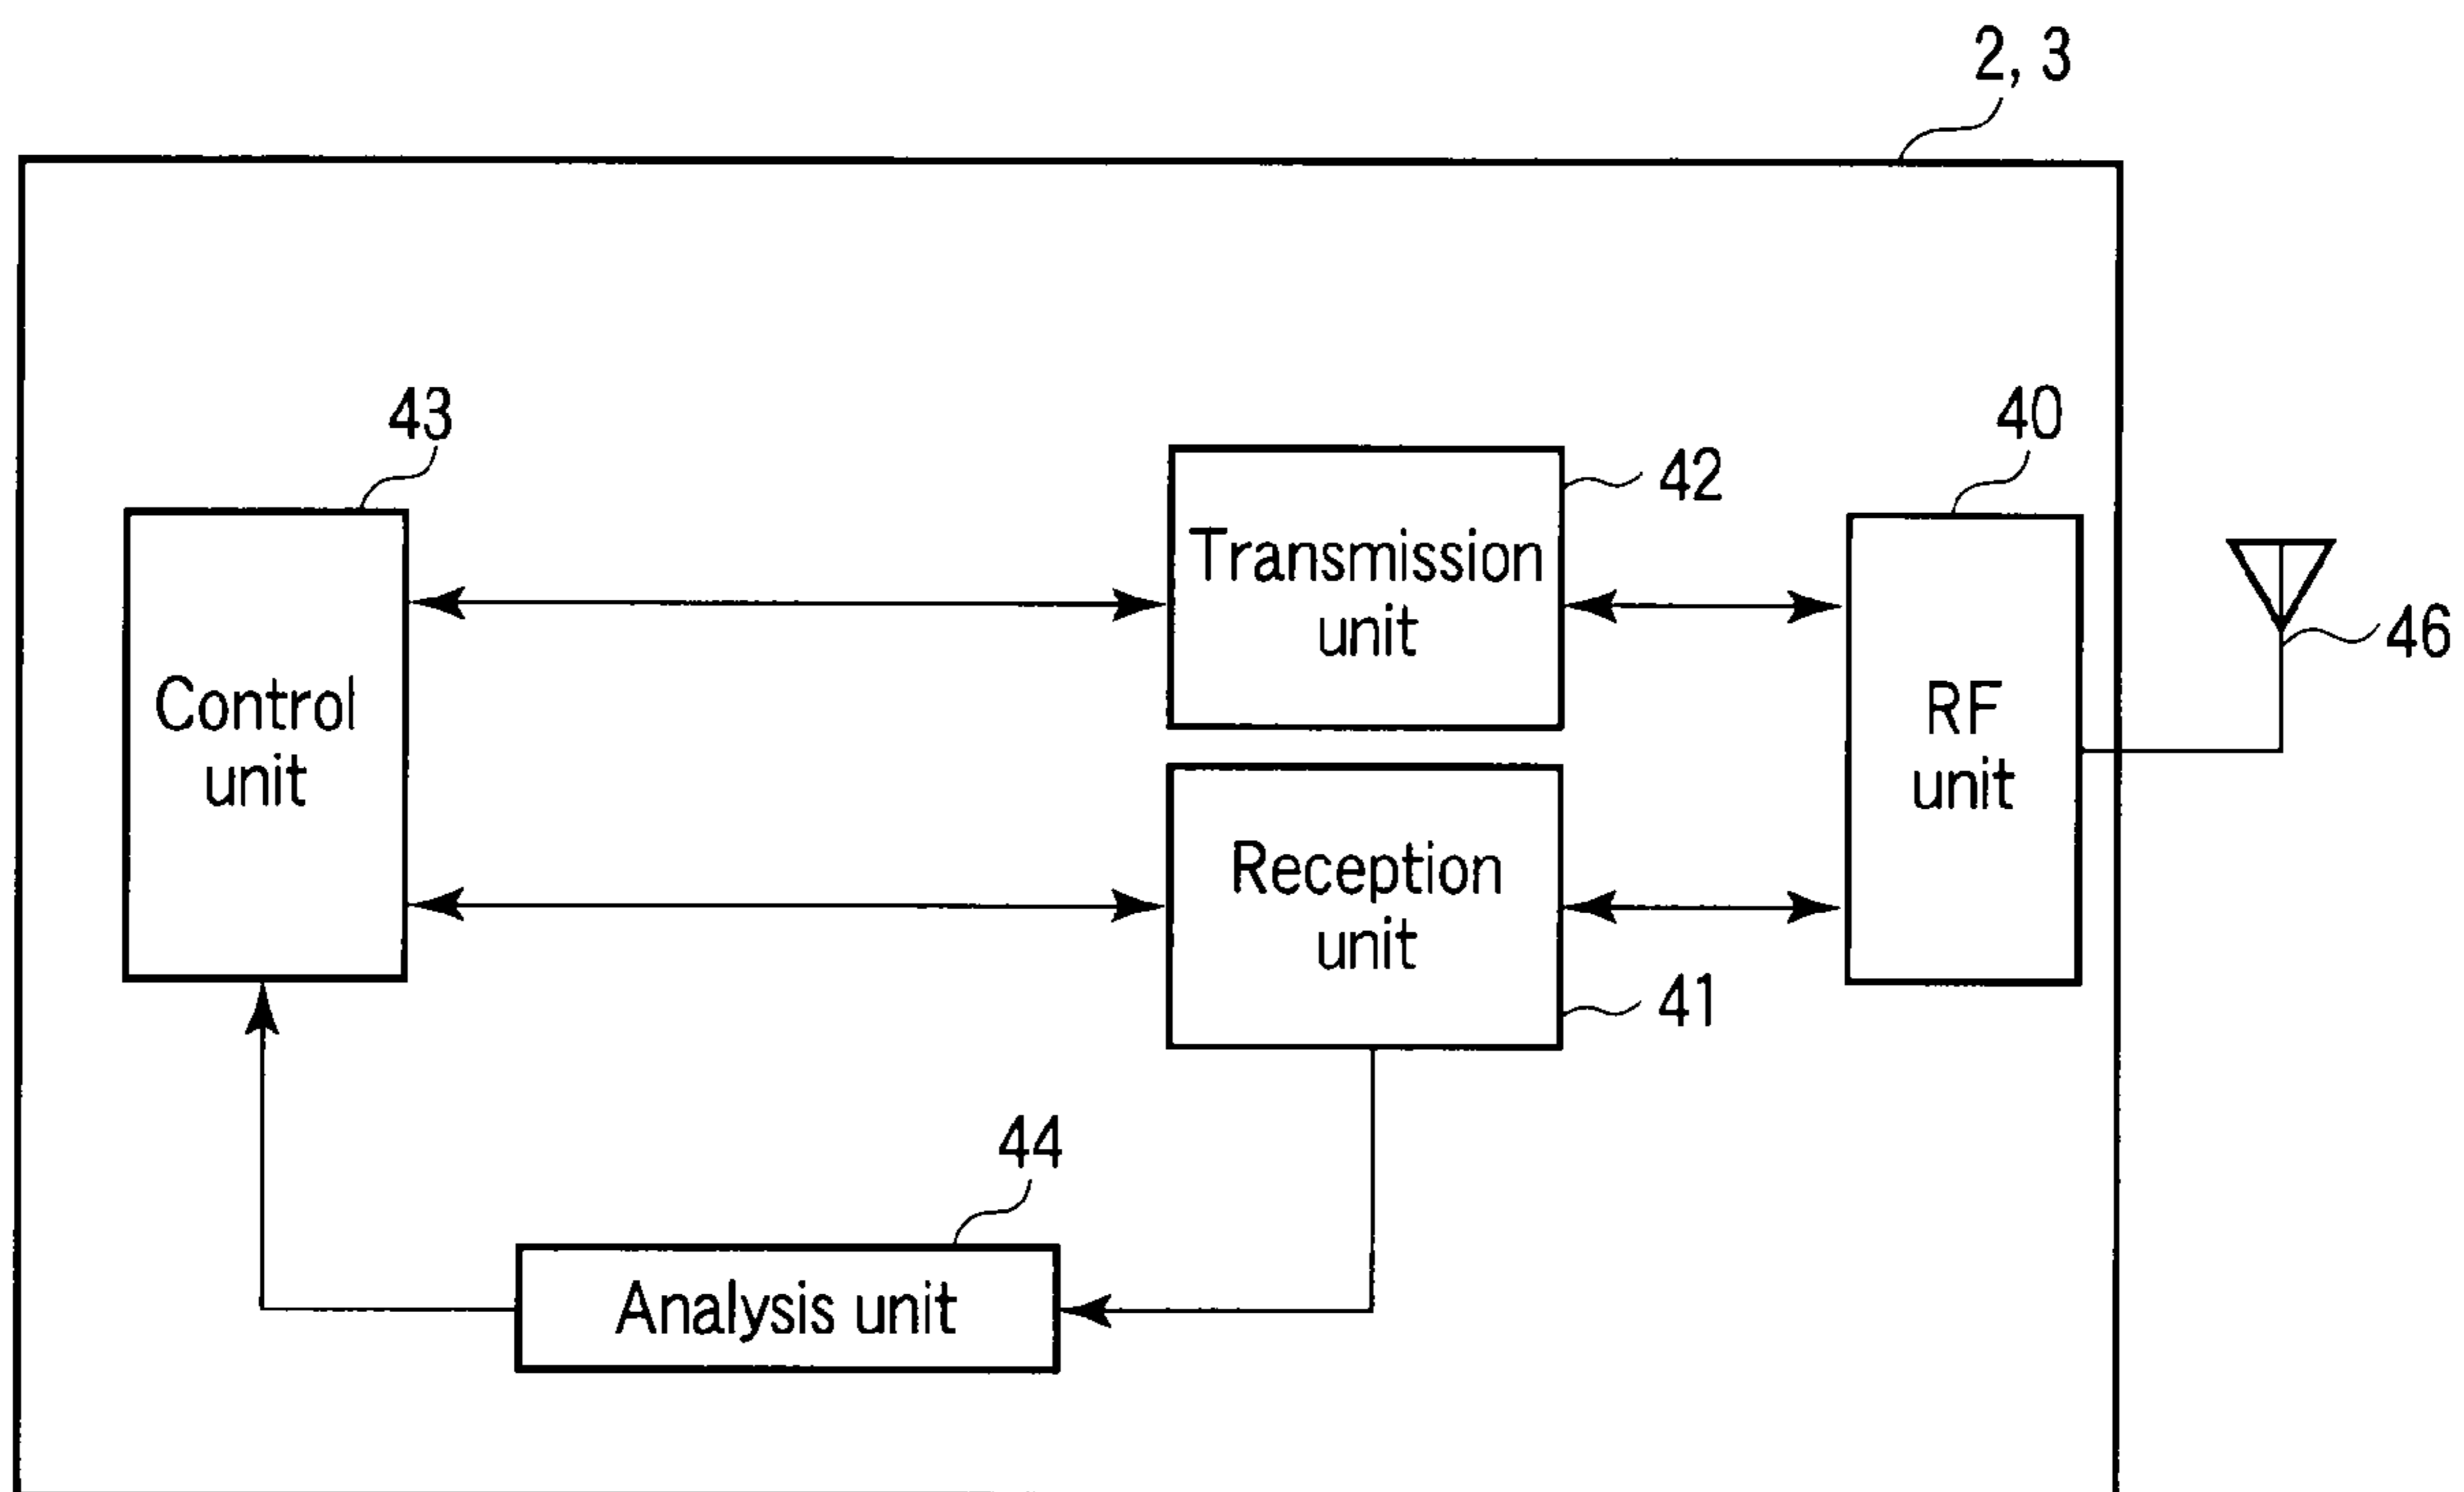 2, 3
43
42
40
Transmission
unit
46
Control
unit
RF
unit
Reception
unit
41
44
Analysis unit